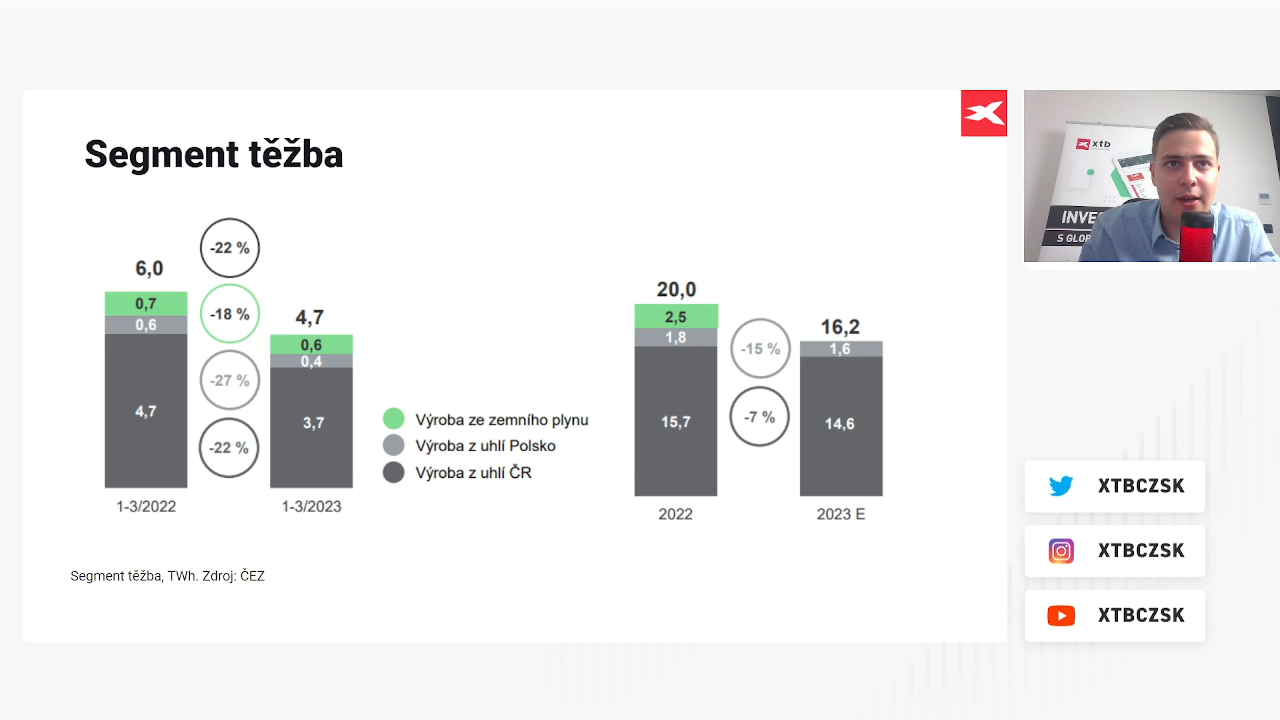 Segment těžba
-22 %
6,0
0,7
-18 %
0,6
4,7
0,6
-27 %
0,4
4,7
3,7
-22 %
1-3/2022
1-3/2023
Výroba ze zemního plynu
Výroba z uhlí Polsko
Výroba z uhlí ČR
20,0
2,5
16,2
1,8
-15 %
1,6
15,7
-7 %
14,6
2022
2023 E
Segment těžba, TWh. Zdroj: ČEZ
xtb
INVES
S GLOB
XTBCZSK
XTBCZSK
XTBCZSK